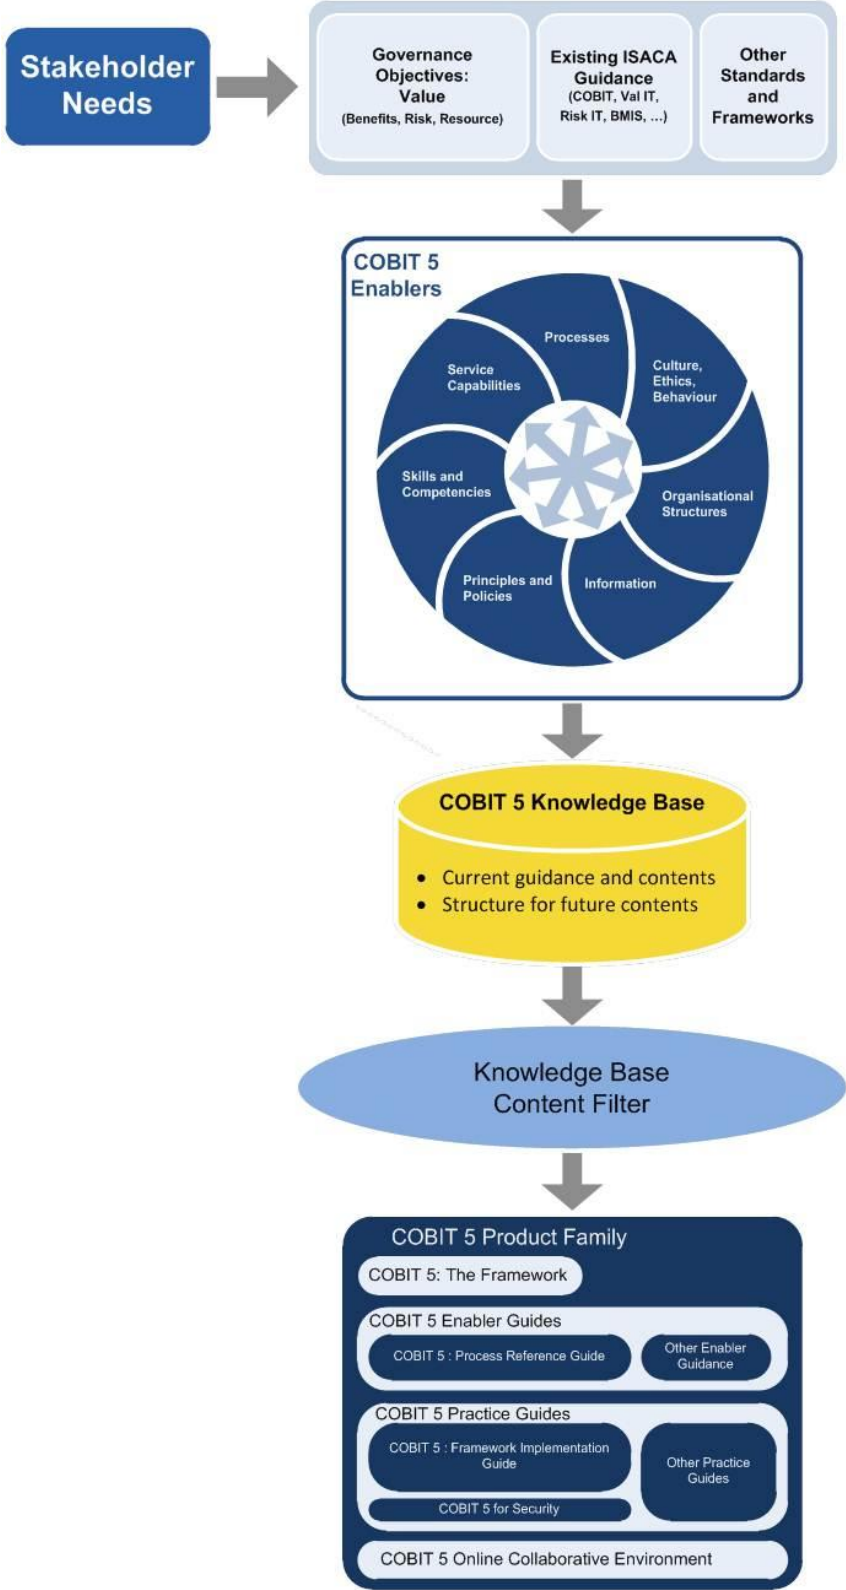 Stakeholder
Needs
Governance
Objectives:
Value
(Benefits, Risk, Resource)
Existing ISACA
Guidance
(COBIT, Val IT,
Risk IT, BMIS, ...)
Other
Standards
and
Frameworks
COBIT 5
Enablers
Processes
Culture,
Ethics,
Behaviour
Service
Capabilities
Skills and
Competencies
Organisational
Structures
Principles and
Policies
Information
COBIT 5 Knowledge Base
• Current guidance and contents
• Structure for future contents
Knowledge Base
Content Filter
COBIT 5 Product Family
COBIT 5: The Framework
COBIT 5 Enabler Guides
COBIT 5 : Process Reference Guide
Other Enabler
Guidance
COBIT 5 Practice Guides
COBIT 5 : Framework Implementation
Guide
COBIT 5 for Security
Other Practice
Guides
COBIT 5 Online Collaborative Environment